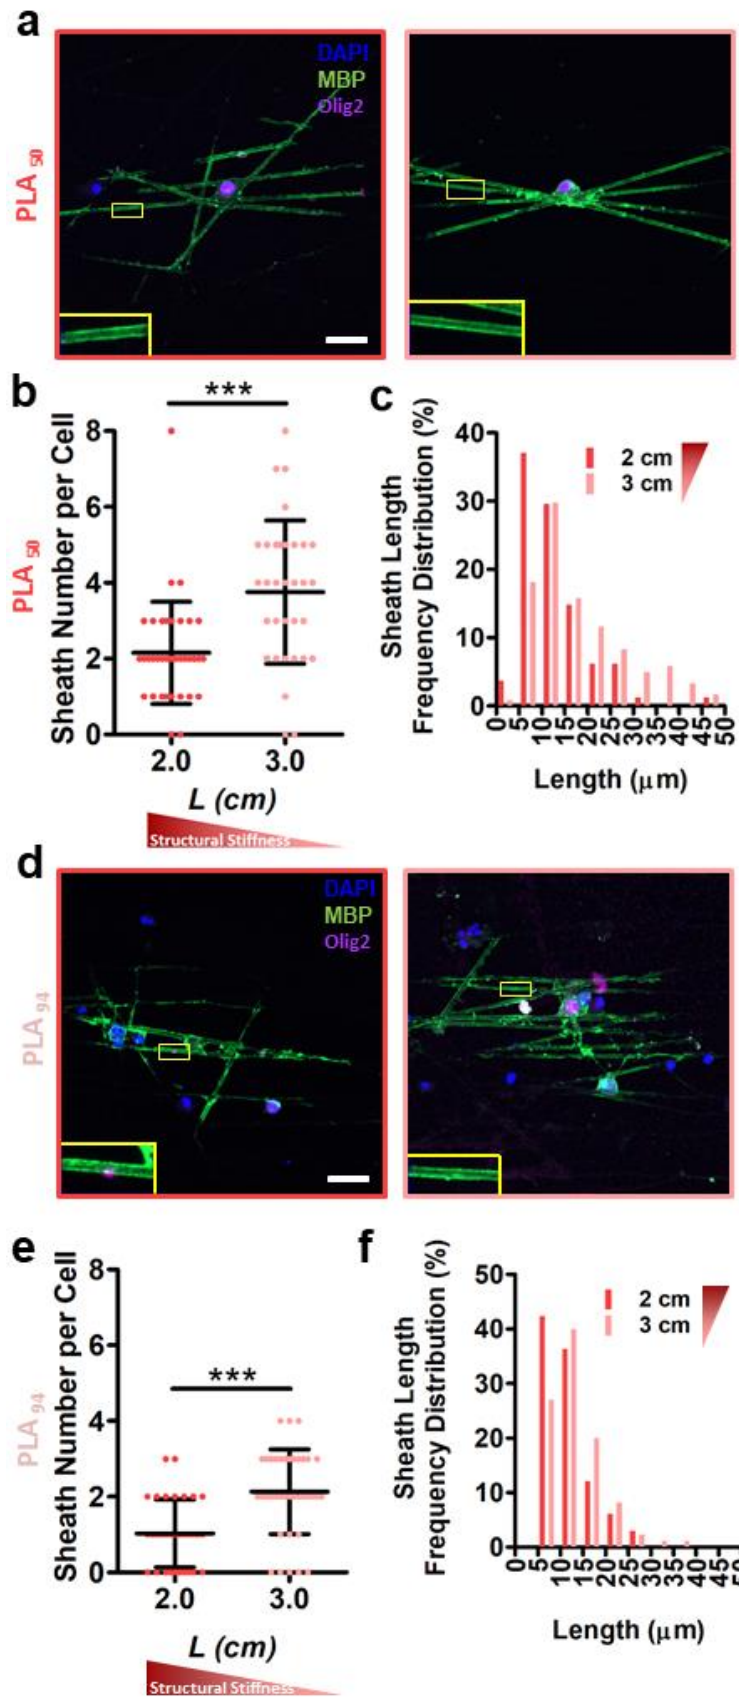 a
DAPI
MBP
Olig2
PLA 50
b
***
Sheath Number per Cell
PLA 50
8
6
4
2
0
2.0 3.0
L (cm)
Structural Stiffness
c
Sheath Length
Frequency Distribution (%)
40
30
20
10
0
2 cm
3 cm
0 5 10 15 20 25 30 35 40 45 50
Length (μm)
d
DAPI
MBP
Olig2
PLA 94
e
***
Sheath Number per Cell
PLA 94
8
6
4
2
0
2.0 3.0
L (cm)
Structural Stiffness
f
Sheath Length
Frequency Distribution (%)
50
40
30
20
10
0
2 cm
3 cm
0 5 10 15 20 25 30 35 40 45 50
Length (μm)